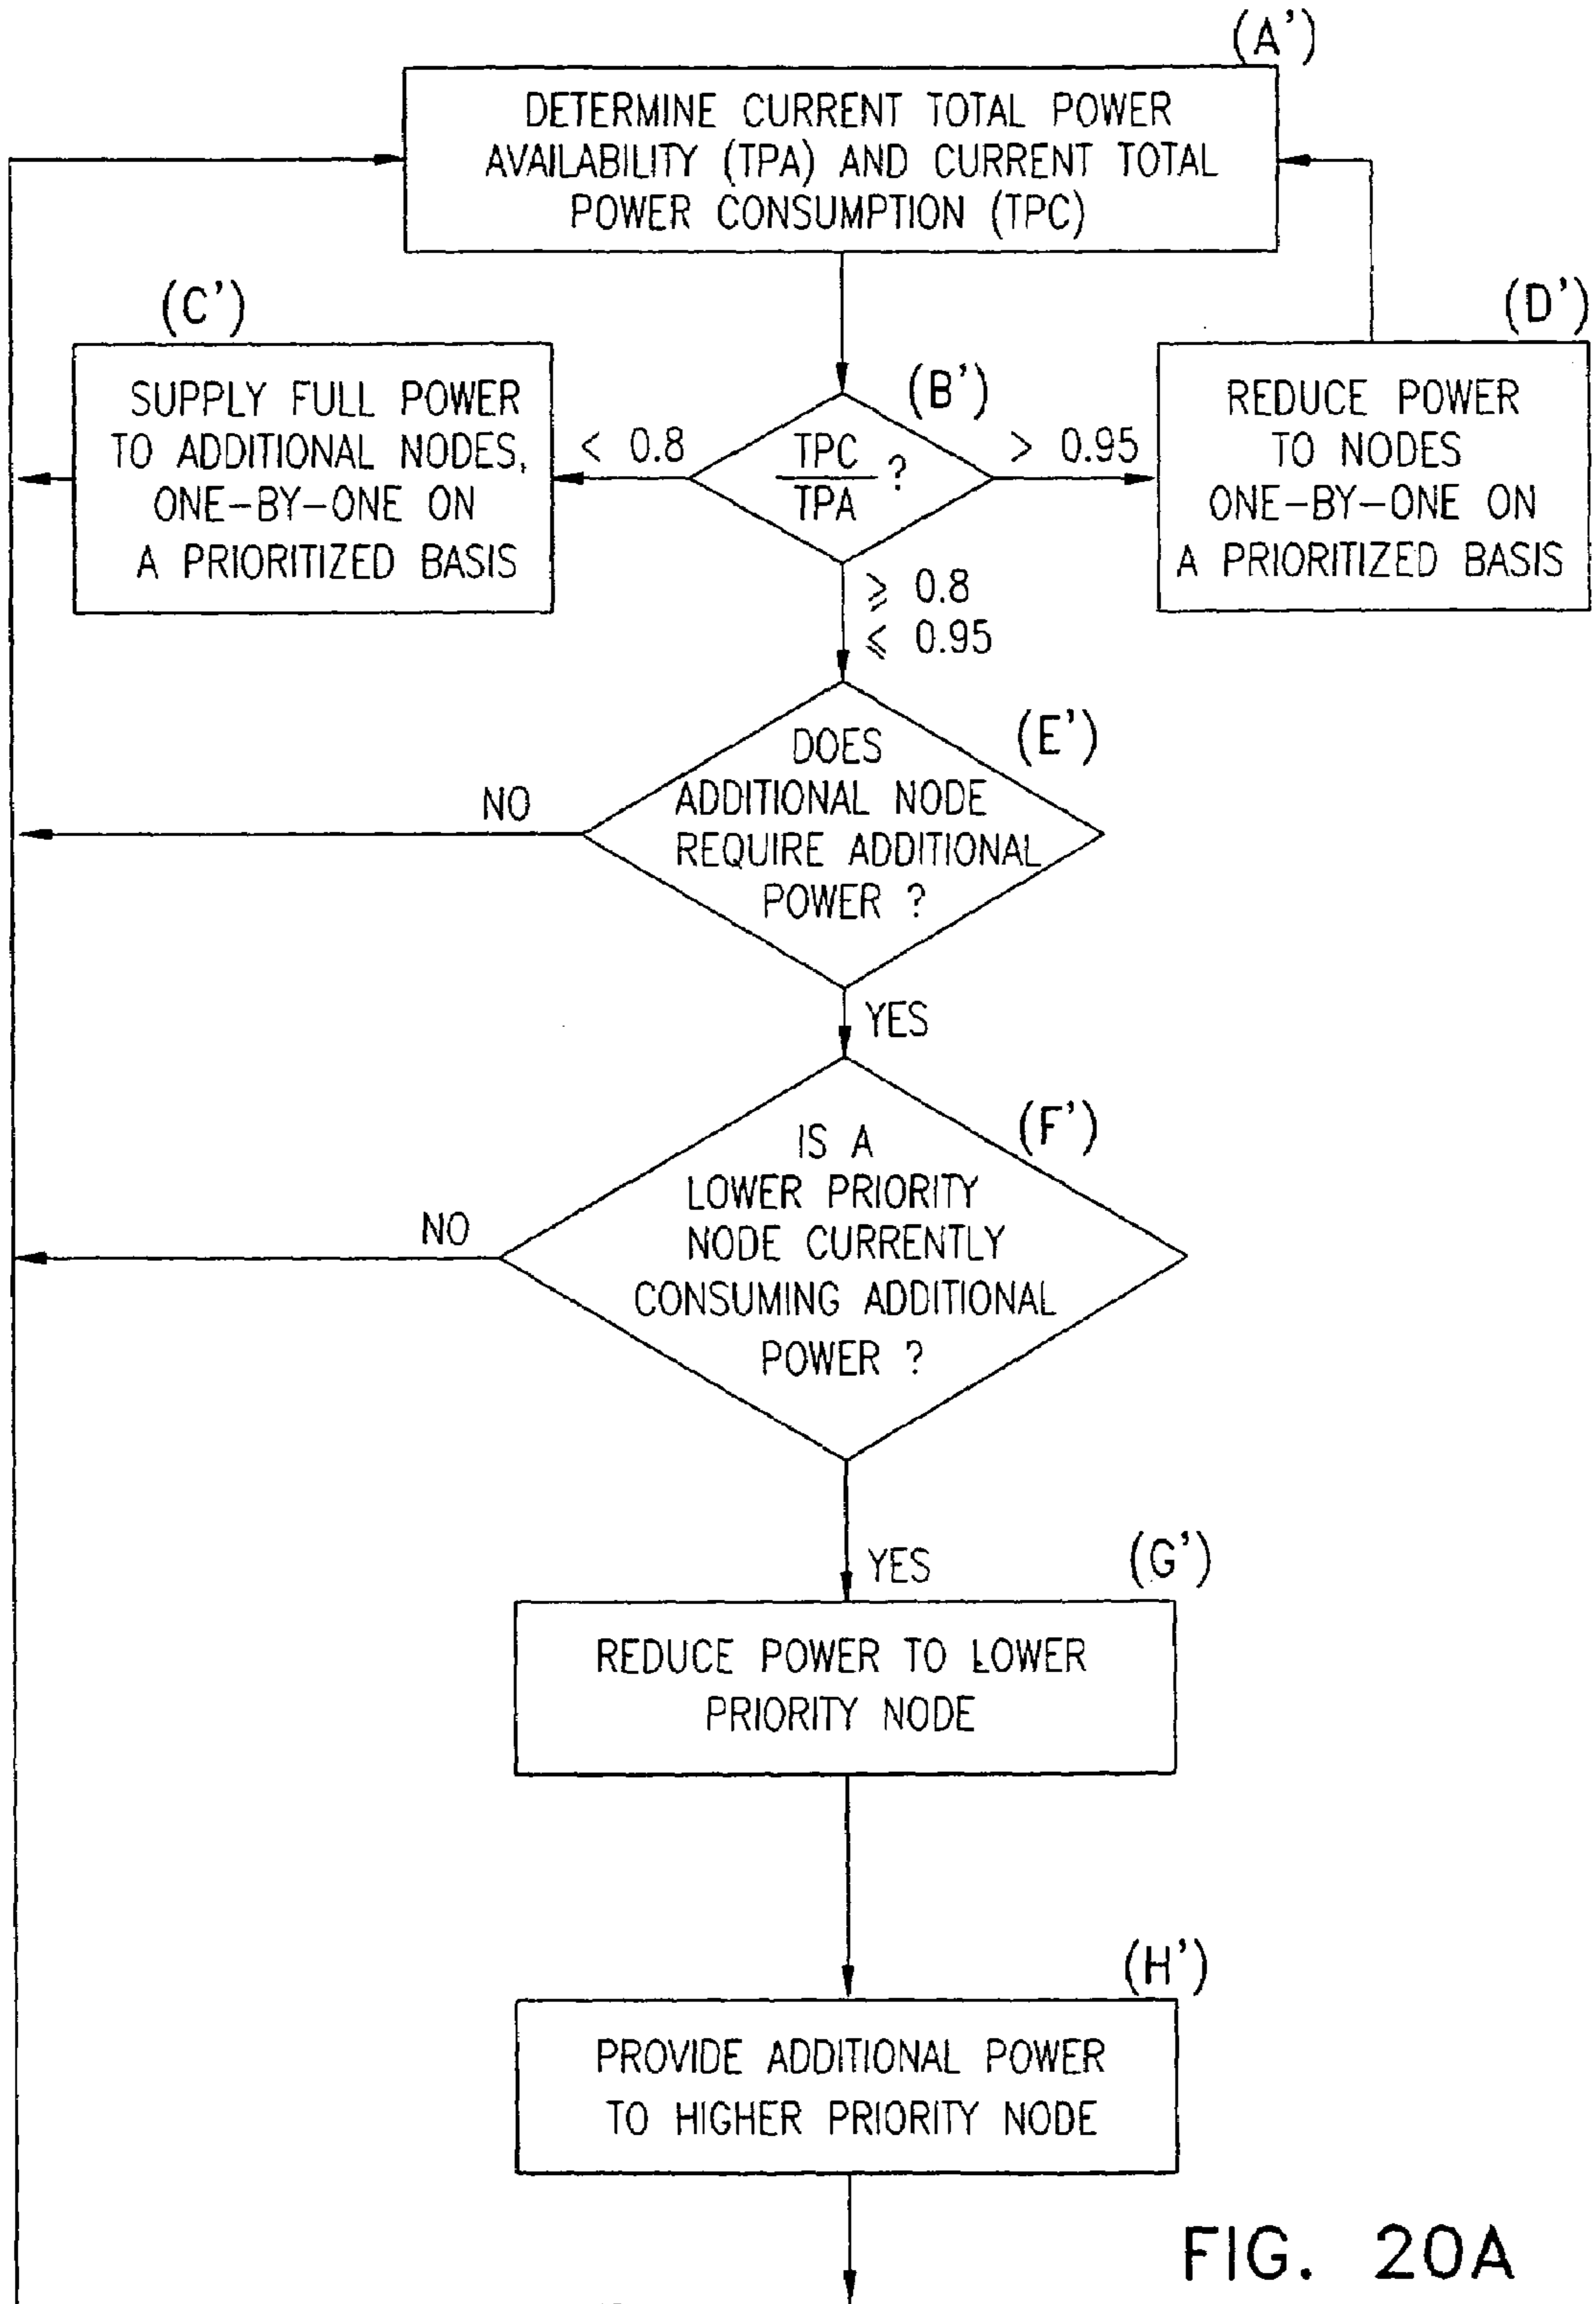 (A')
DETERMINE CURRENT TOTAL POWER
AVAILABILITY (TPA) AND CURRENT TOTAL
POWER CONSUMPTION (TPC)
(C')
SUPPLY FULL POWER
TO ADDITIONAL NODES,
ONE-BY-ONE ON
A PRIORITIZED BASIS
< 0.8
(B')
TPC
TPA
?
> 0.95
(D')
REDUCE POWER
TO NODES
ONE-BY-ONE ON
A PRIORITIZED BASIS
⩾ 0.8
⩽ 0.95
(E')
DOES
ADDITIONAL NODE
REQUIRE ADDITIONAL
POWER ?
NO
YES
(F')
IS A
LOWER PRIORITY
NODE CURRENTLY
CONSUMING ADDITIONAL
POWER ?
NO
YES
(G')
REDUCE POWER TO LOWER
PRIORITY NODE
(H')
PROVIDE ADDITIONAL POWER
TO HIGHER PRIORITY NODE
FIG. 20A